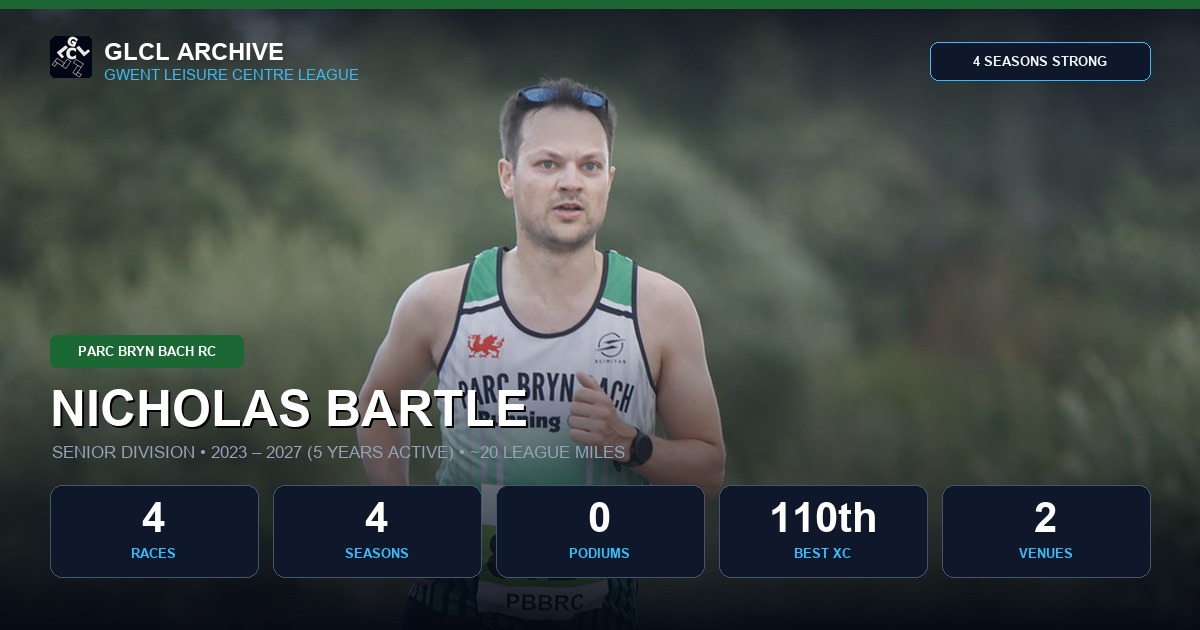 GLCL ARCHIVE
GWENT LEISURE CENTRE LEAGUE
4 SEASONS STRONG
SCIMITAR
PARC BRYN BACH RC
PARC BRYN BACH
Running
NICHOLAS BARTLE
SENIOR DIVISION • 2023 – 2027 (5 YEARS ACTIVE) • ~20 LEAGUE MILES
4
RACES
4
SEASONS
0
PODIUMS
110th
BEST XC
2
VENUES
PBBRC